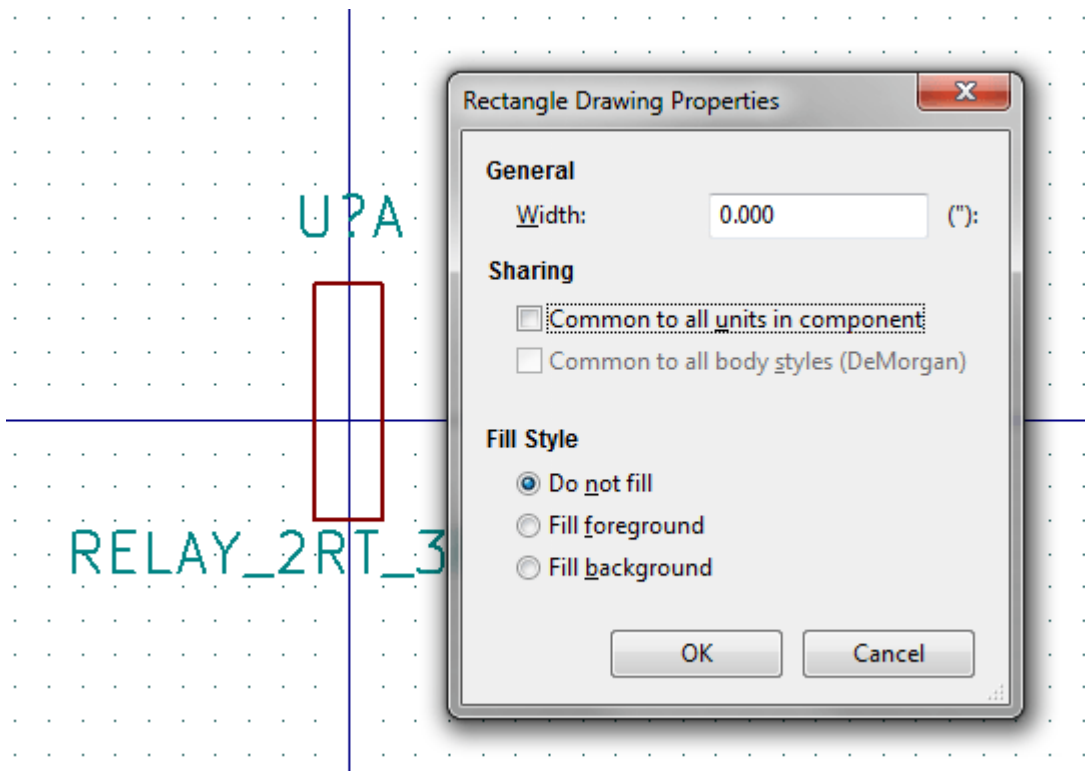 Rectangle Drawing Properties
General
U?A
Width: 0.000 ("):
Sharing
Common to all units in component
Common to all body styles (DeMorgan)
Fill Style
Do not fill
Fill foreground
RELAY_2RT_3
Fill background
OK Cancel